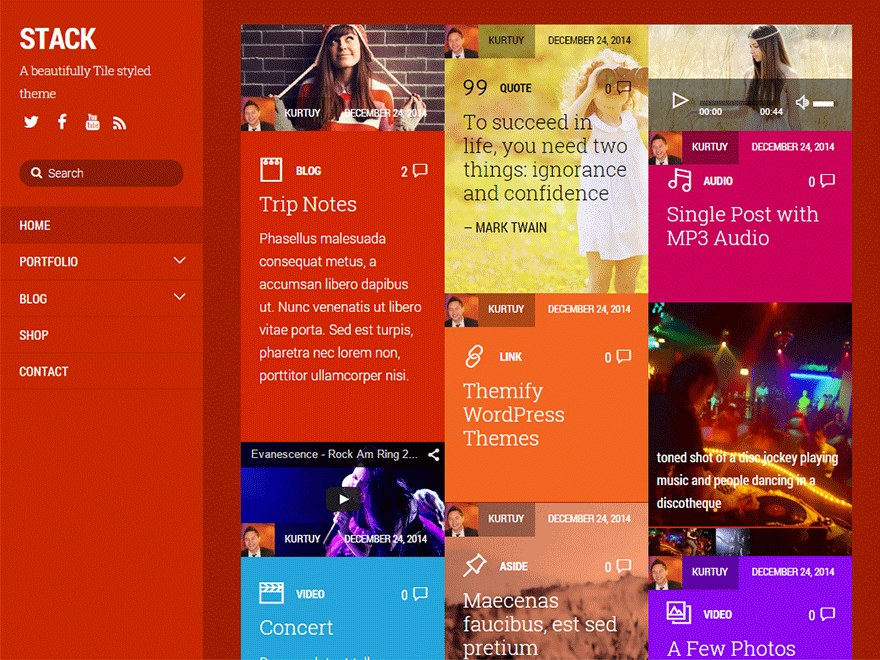 STACK
A beautifully Tile styled
theme
Search
HOME
PORTFOLIO
BLOG
SHOP
CONTACT
KURTUY DECEMBER 24, 2014
BLOG 2
Trip Notes
Phasellus malesuada
consequat metus, a
accumsan libero dapibus
ut. Nunc venenatis ut libero
vitae porta. Sed est turpis,
pharetra nec lorem non,
porttitor ullamcorper nisi.
Evanescence - Rock Am Ring 2...
KURTUY DECEMBER 24, 2014
VIDEO 0
Concert
KURTUY DECEMBER 24, 2014
QUOTE 0
To succeed in
life, you need two
things: ignorance
and confidence
– MARK TWAIN
KURTUY DECEMBER 24, 2014
LINK 0
Themify
WordPress
Themes
KURTUY DECEMBER 24, 2014
ASIDE 0
Maecenas
faucibus, est sed
pretium
00:00 00:44
KURTUY DECEMBER 24, 2014
AUDIO 0
Single Post with
MP3 Audio
toned shot of a disc jockey playing
music and people dancing in a
discotheque
KURTUY DECEMBER 24, 2014
VIDEO 0
A Few Photos